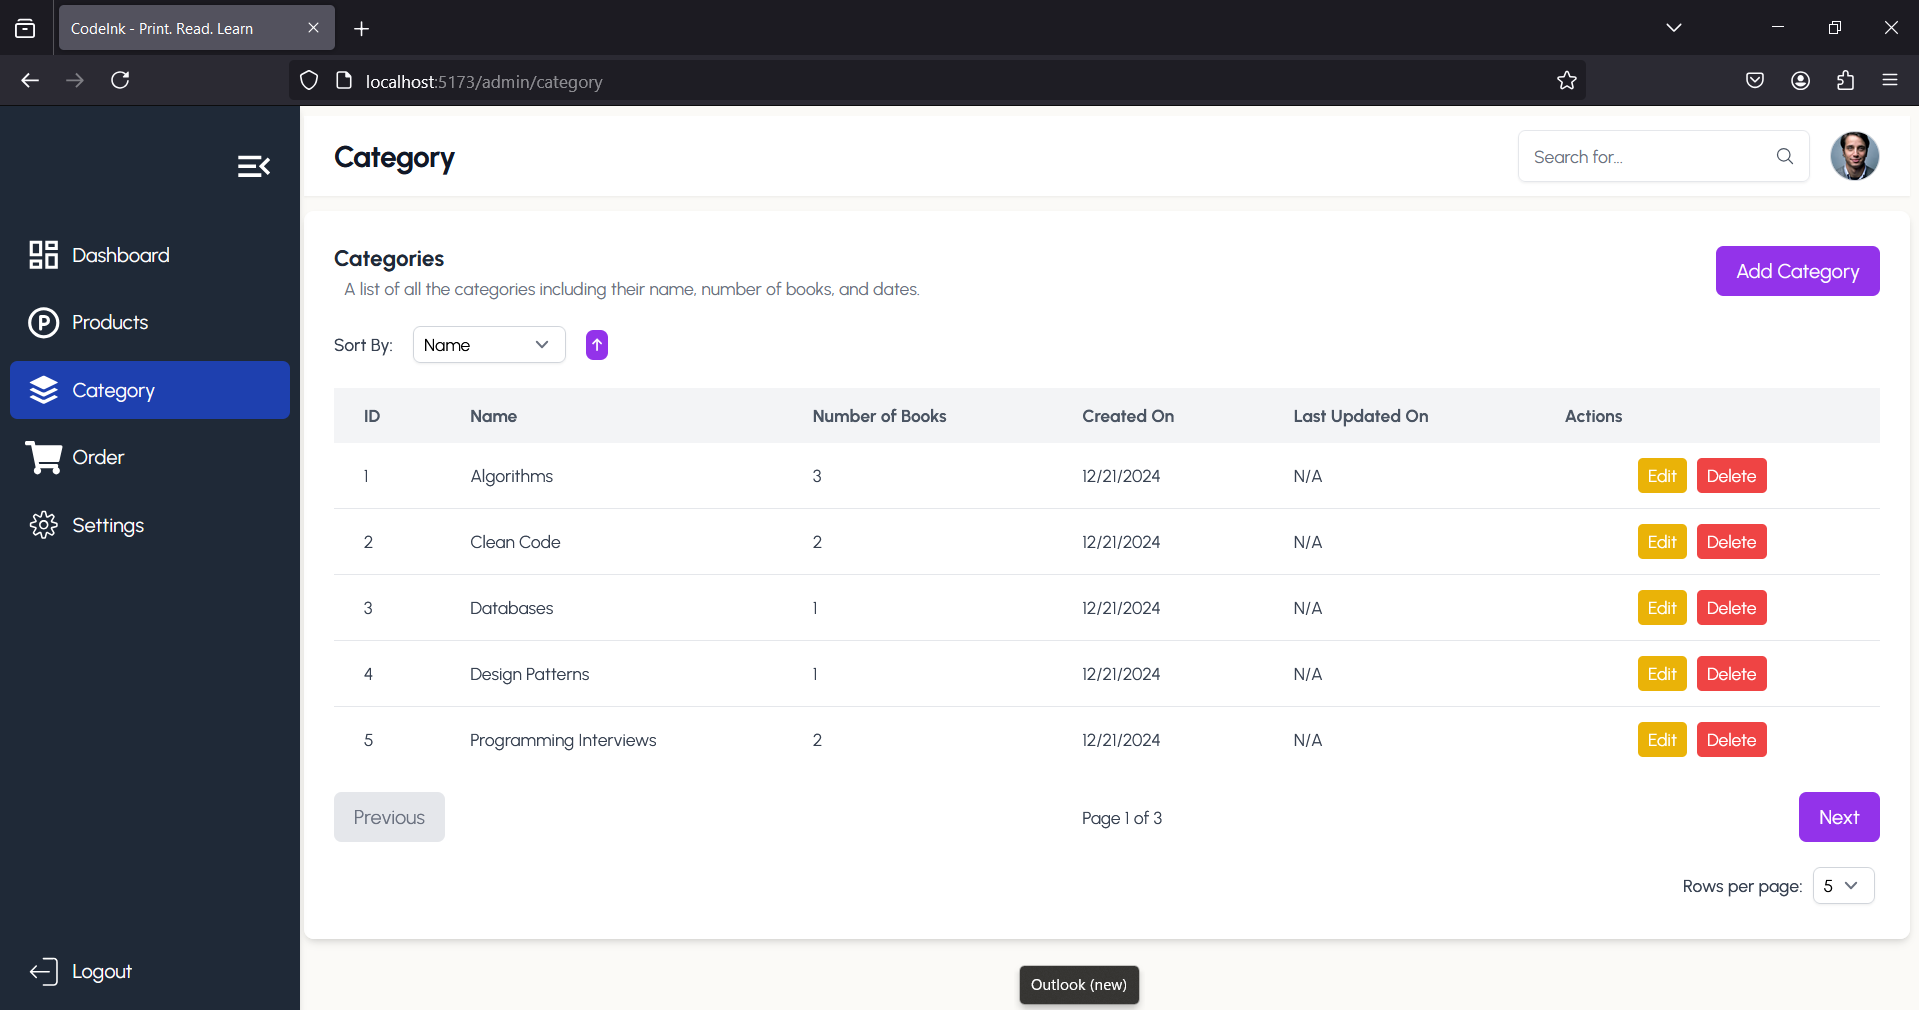 CodeInk - Print. Read. Learn
localhost:5173/admin/category
Category
Search for...
Dashboard
Products
Category
Order
Settings
Logout
Categories
A list of all the categories including their name, number of books, and dates.
Add Category
Sort By: Name
ID Name Number of Books Created On Last Updated On Actions
1 Algorithms 3 12/21/2024 N/A Edit Delete
2 Clean Code 2 12/21/2024 N/A Edit Delete
3 Databases 1 12/21/2024 N/A Edit Delete
4 Design Patterns 1 12/21/2024 N/A Edit Delete
5 Programming Interviews 2 12/21/2024 N/A Edit Delete
Previous Page 1 of 3 Next
Rows per page: 5
Outlook (new)